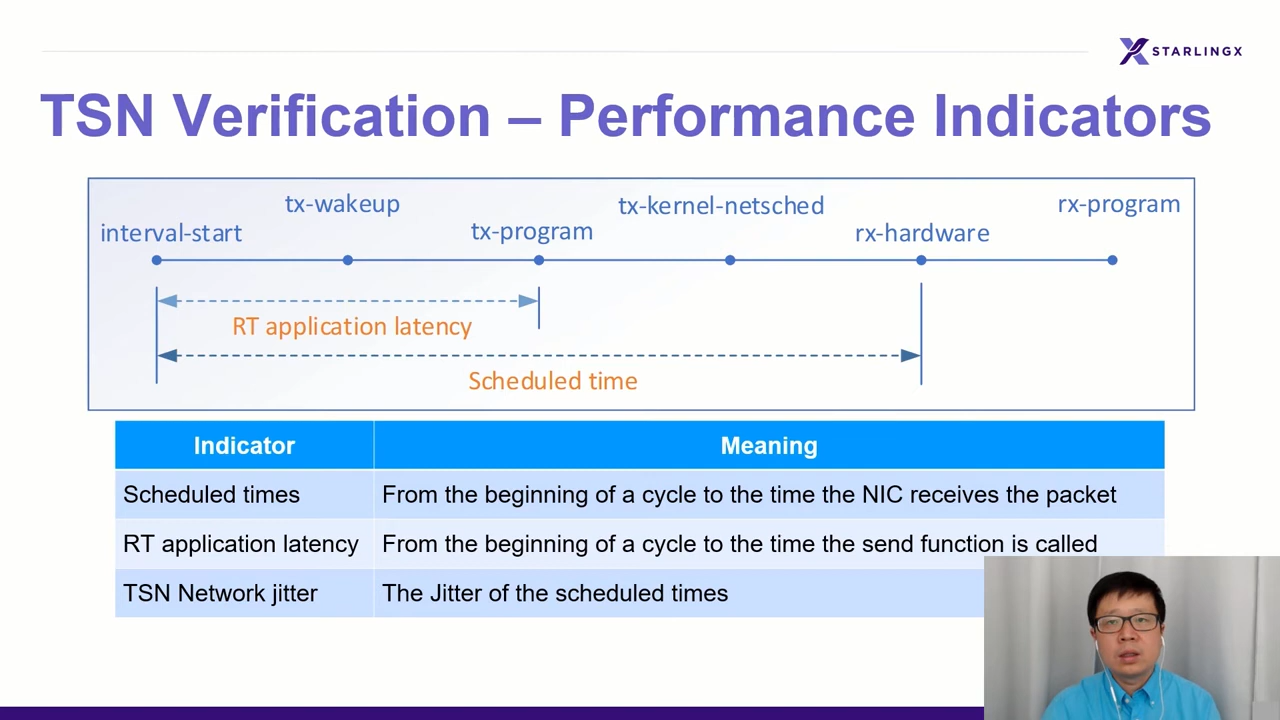 STARLINGX
TSN Verification – Performance Indicators
tx-wakeup
tx-kernel-netsched
rx-program
interval-start
tx-program
rx-hardware
RT application latency
Scheduled time
Indicator
Meaning
Scheduled times
From the beginning of a cycle to the time the NIC receives the packet
RT application latency
From the beginning of a cycle to the time the send function is called
TSN Network jitter
The Jitter of the scheduled times